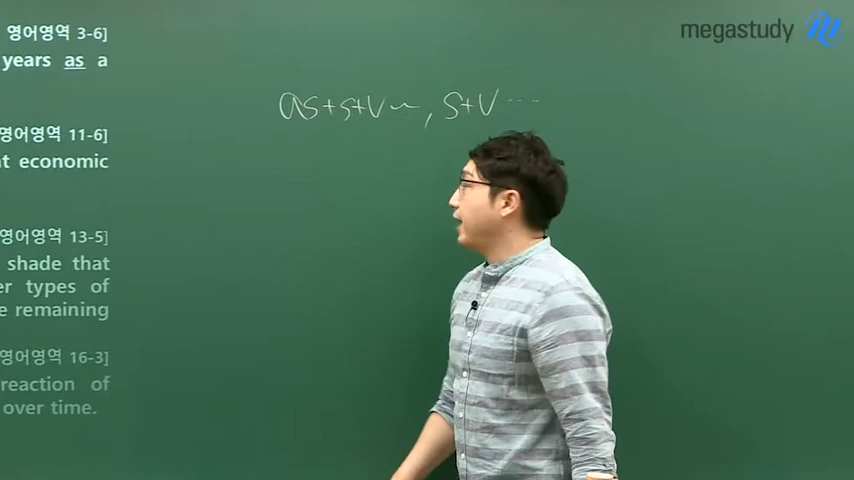 영어영역 3-6]
years as a
as+s+v~, s+v...
영어영역 11-6]
economic
영어영역 13-5]
shade that
types of
remaining
영어영역 16-3]
reaction of
over time.
megastudy